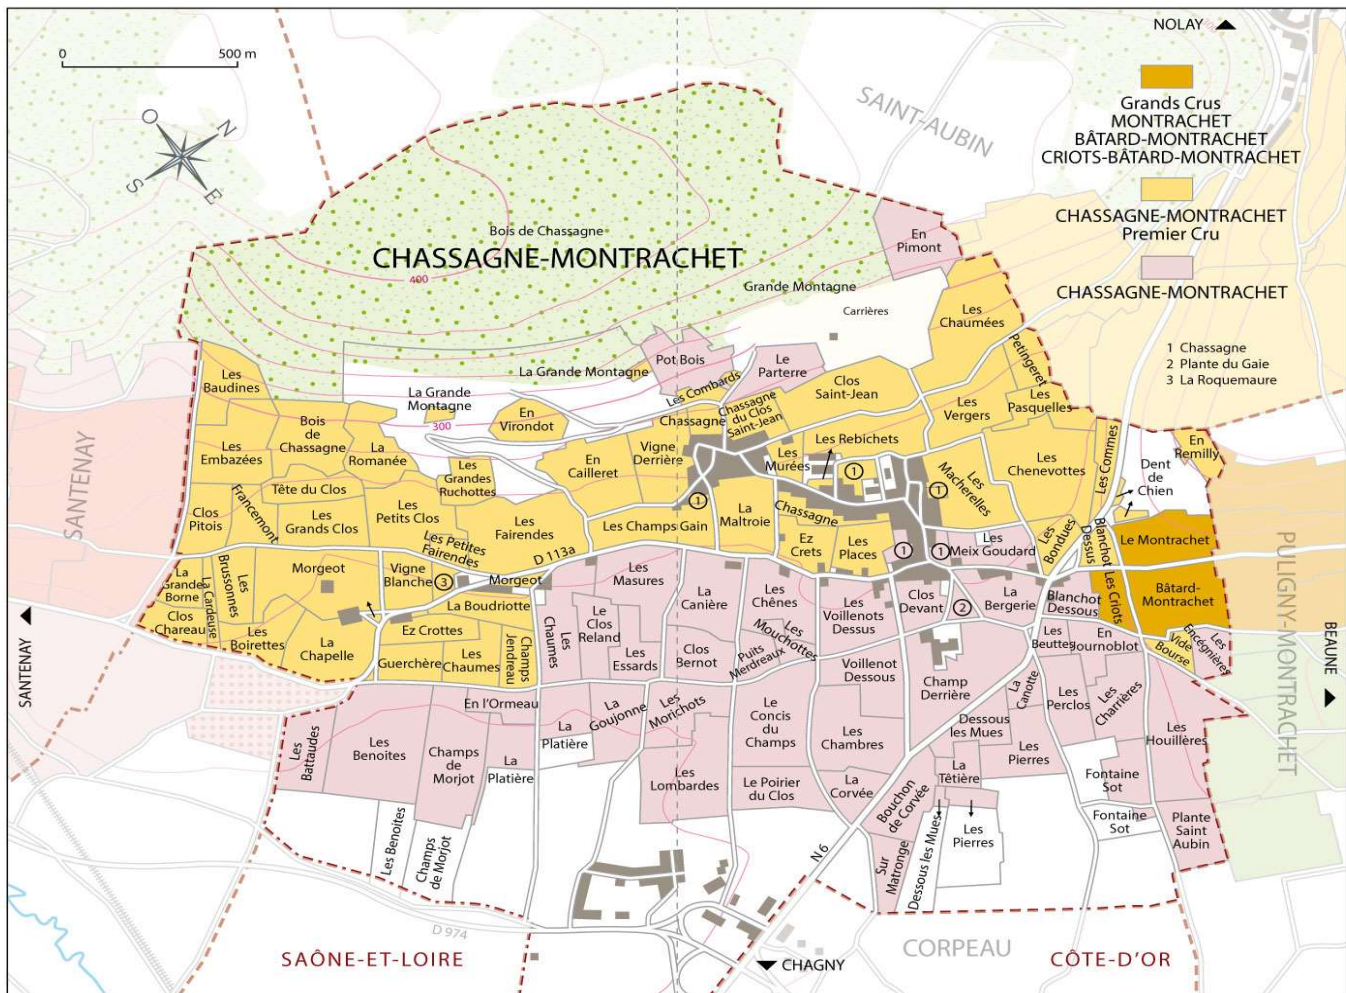 NOLAY
0
500 m
O
N
S
E
SAINT-AUBIN
Grands Crus
MONTRACHET
BÂTARD-MONTRACHET
CRIOTS-BÂTARD-MONTRACHET
CHASSAGNE-MONTRACHET
Premier Cru
CHASSAGNE-MONTRACHET
1 Chassagne
2 Plante du Gaie
3 La Roquemaure
Bois de Chassagne
CHASSAGNE-MONTRACHET
400
En
Pimont
Grande Montagne
Carrières
Les
Chaumées
Petingeret
Pot Bois
Le
Parterre
La Grande Montagne
La Grande
Montagne
300
Les Combards
Clos
Saint-Jean
Les
Vergers
Les
Pasquelles
Les
Baudines
Bois
de
Chassagne
La
Romanée
En
Virondot
Chassagne
Chassagne
du Clos
Saint-Jean
Les Rebichets
Les
Murées
Les
Embazées
Vigne
Derrière
En
Cailleret
Les
Grandes
Ruchottes
Les
Macherelles
Les
Chenevottes
Les Commes
En
Remilly
Dent
de
Chien
SANTENAY
Tête du Clos
Francemont
Clos
Pitois
Les
Grands Clos
Les
Petits Clos
Les
Fairendes
Les Petites
Fairendes
D 113a
Les Champs Gain
1
1
1
La
Maltroie
Chassagne
Ez
Crets
Les
Places
1
1
Les
Meix Goudard
Les
Bondues
Blanchot
Dessus
Le Montrachet
Bâtard-
Montrachet
Les Criots
PULIGNY-MONTRACHET
La
Grande
Borne
La Cardeuse
Les
Brussonnes
Clos
Chareau
Morgeot
Vigne
Blanche
3
Morgeot
La Boudriotte
Les
Boirettes
La
Chapelle
Ez Crottes
Guerchère
Les
Chaumes
Champs
Jendreau
Les
Chaumes
Les
Masures
Le
Clos
Reland
Les
Essards
La
Canière
Clos
Bernot
Les
Chênes
Les
Mouchottes
Puits
Merdreaux
Les
Voillenots
Dessus
Voillenot
Dessous
Clos
Devant
2
La
Bergerie
Blanchot
Dessous
Les
Beuttes
En
Journoblot
Vide
Bourse
Les
Encégnières
SANTENAY
BEAUNE
Champ
Derrière
La
Canotte
Les
Perclos
Les
Charrières
Les
Houillères
En l'Ormeau
La
Platière
La
Goujonne
Les
Morichots
Le
Concis
du
Champs
Les
Chambres
Dessous
les Mues
Les
Pierres
Les
Battaudes
Les
Benoites
Champs
de
Morjot
La
Platière
Les
Lombardes
Le Poirier
du Clos
La
Corvée
Bouchon
de Corvée
La
Têtière
Fontaine
Sot
Fontaine
Sot
Plante
Saint
Aubin
Les Benoites
Champs
de Morjot
Sur
Matronge
Dessous les Mues
Les
Pierres
N 6
D 974
CORPEAU
SAÔNE-ET-LOIRE
CHAGNY
CÔTE-D'OR